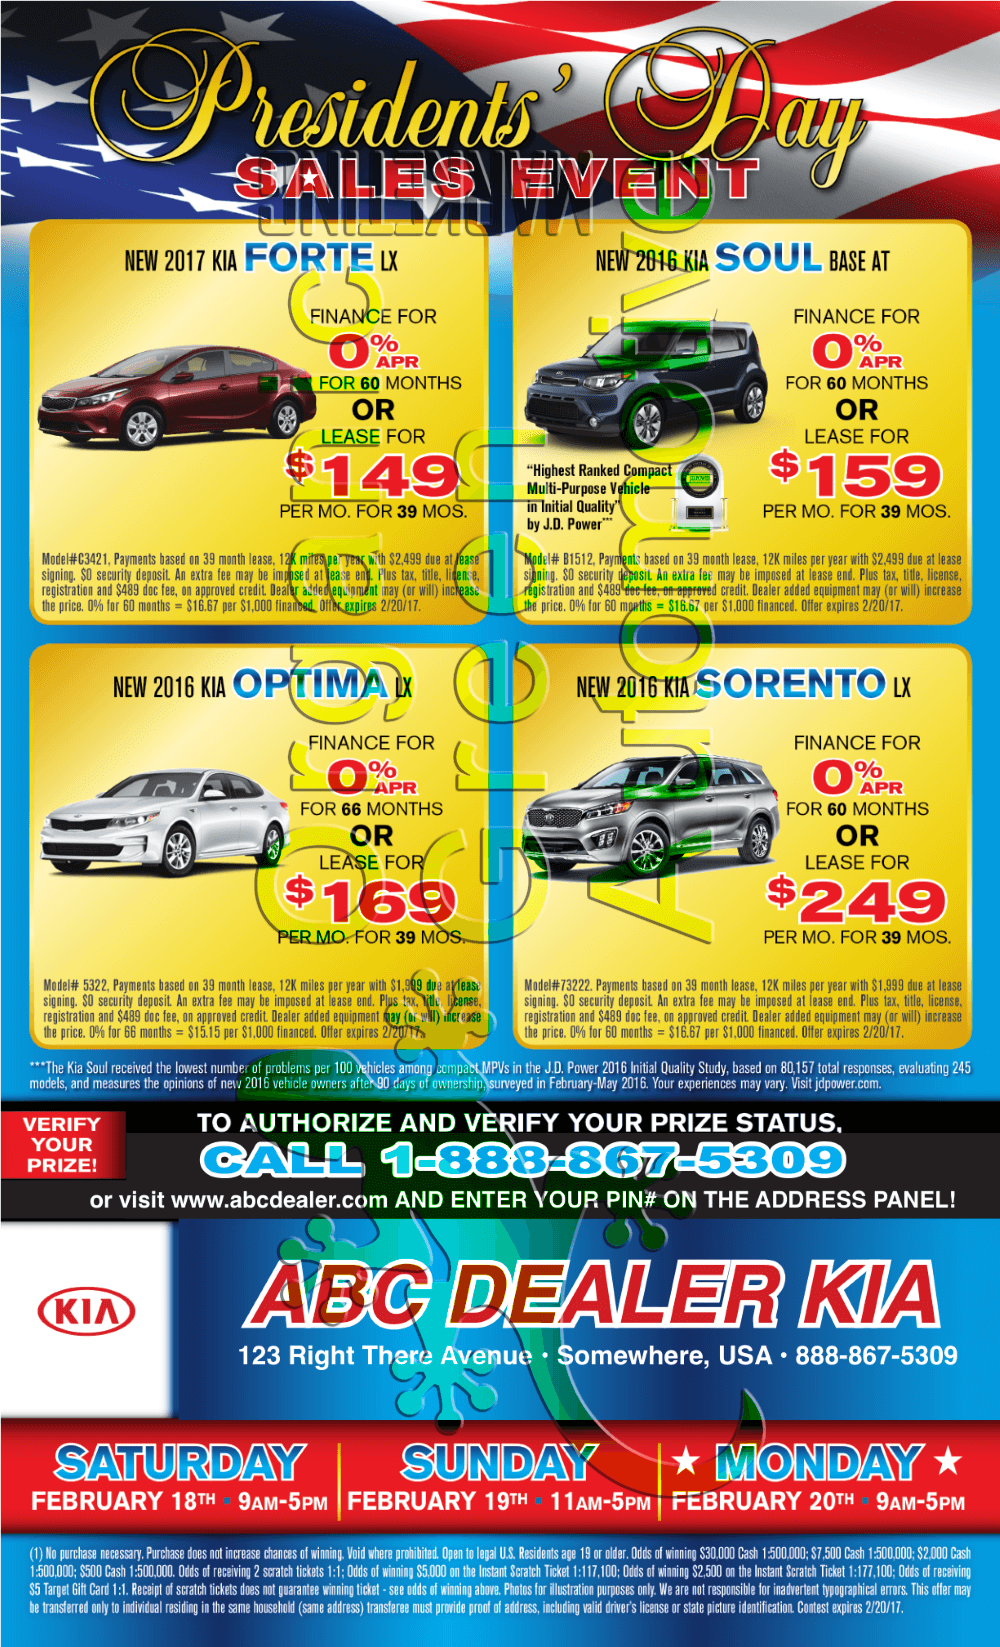 Presidents' Day
SALES EVENT
MARKETING
Organic
Green
Automotive
NEW 2017 KIA FORTE LX
FINANCE FOR
0% APR
FOR 60 MONTHS
OR
LEASE FOR
$149
PER MO. FOR 39 MOS.
Model#C3421, Payments based on 39 month lease, 12K miles per year with $2,499 due at lease
signing. $0 security deposit. An extra fee may be imposed at lease end. Plus tax, title, license,
registration and $489 doc fee, on approved credit. Dealer added equipment may (or will) increase
the price. 0% for 60 months = $16.67 per $1,000 financed. Offer expires 2/20/17.
NEW 2016 KIA SOUL BASE AT
FINANCE FOR
0% APR
FOR 60 MONTHS
OR
LEASE FOR
$159
PER MO. FOR 39 MOS.
"Highest Ranked Compact
Multi-Purpose Vehicle
in Initial Quality"
by J.D. Power***
Model# B1512, Payments based on 39 month lease, 12K miles per year with $2,499 due at lease
signing. $0 security deposit. An extra fee may be imposed at lease end. Plus tax, title, license,
registration and $489 doc fee, on approved credit. Dealer added equipment may (or will) increase
the price. 0% for 60 months = $16.67 per $1,000 financed. Offer expires 2/20/17.
NEW 2016 KIA OPTIMA LX
FINANCE FOR
0% APR
FOR 66 MONTHS
OR
LEASE FOR
$169
PER MO. FOR 39 MOS.
Model# 5322, Payments based on 39 month lease, 12K miles per year with $1,999 due at lease
signing. $0 security deposit. An extra fee may be imposed at lease end. Plus tax, title, license,
registration and $489 doc fee, on approved credit. Dealer added equipment may (or will) increase
the price. 0% for 66 months = $15.15 per $1,000 financed. Offer expires 2/20/17.
NEW 2016 KIA SORENTO LX
FINANCE FOR
0% APR
FOR 60 MONTHS
OR
LEASE FOR
$249
PER MO. FOR 39 MOS.
Model#73222. Payments based on 39 month lease, 12K miles per year with $1,999 due at lease
signing. $0 security deposit. An extra fee may be imposed at lease end. Plus tax, title, license,
registration and $489 doc fee, on approved credit. Dealer added equipment may (or will) increase
the price. 0% for 60 months = $16.67 per $1,000 financed. Offer expires 2/20/17.
***The Kia Soul received the lowest number of problems per 100 vehicles among compact MPVs in the J.D. Power 2016 Initial Quality Study, based on 80,157 total responses, evaluating 245
models, and measures the opinions of new 2016 vehicle owners after 90 days of ownership, surveyed in February-May 2016. Your experiences may vary. Visit jdpower.com.
VERIFY
YOUR
PRIZE!
TO AUTHORIZE AND VERIFY YOUR PRIZE STATUS,
CALL 1-888-867-5309
or visit www.abcdealer.com AND ENTER YOUR PIN# ON THE ADDRESS PANEL!
KIA
ABC DEALER KIA
123 Right There Avenue • Somewhere, USA • 888-867-5309
SATURDAY
FEBRUARY 18TH • 9AM-5PM
SUNDAY
FEBRUARY 19TH • 11AM-5PM
★ MONDAY ★
FEBRUARY 20TH • 9AM-5PM
(1) No purchase necessary. Purchase does not increase chances of winning. Void where prohibited. Open to legal U.S. Residents age 19 or older. Odds of winning $30,000 Cash 1:500,000; $7,500 Cash 1:500,000; $2,000 Cash
1:500,000; $500 Cash 1:500,000. Odds of receiving 2 scratch tickets 1:1; Odds of winning $5,000 on the Instant Scratch Ticket 1:117,100; Odds of winning $2,500 on the Instant Scratch Ticket 1:177,100; Odds of receiving
$5 Target Gift Card 1:1. Receipt of scratch tickets does not guarantee winning ticket - see odds of winning above. Photos for illustration purposes only. We are not responsible for inadvertent typographical errors. This offer may
be transferred only to individual residing in the same household (same address) transferee must provide proof of address, including valid driver's license or state picture identification. Contest expires 2/20/17.